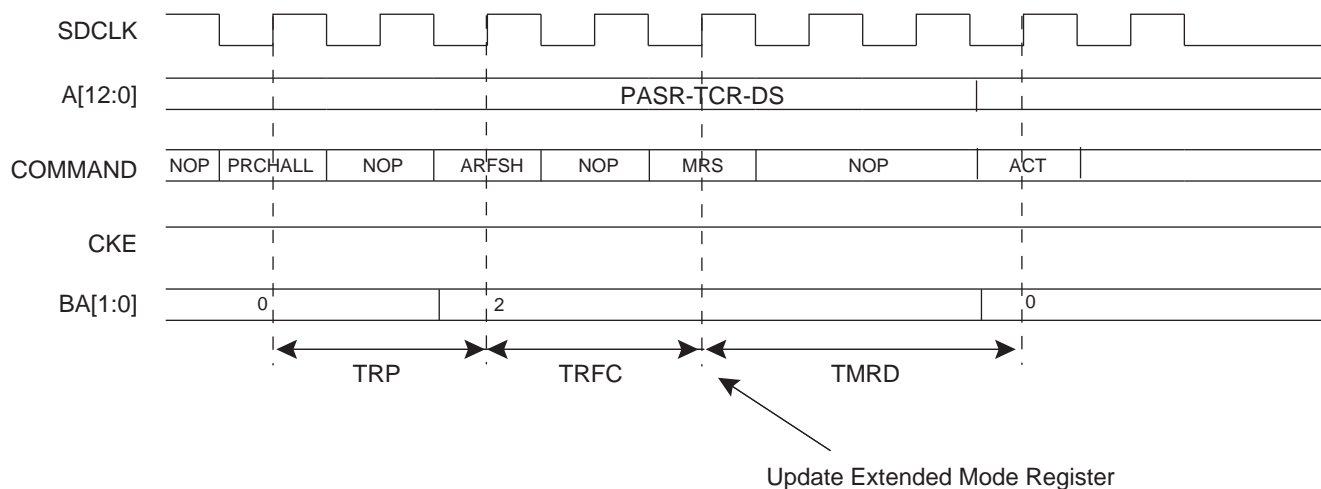 SDCLK
A[12:0] PASR-TCR-DS
COMMAND NOP PRCHALL NOP ARFSH NOP MRS NOP ACT
CKE
BA[1:0] 0 2 0
TRP TRFC TMRD
Update Extended Mode Register